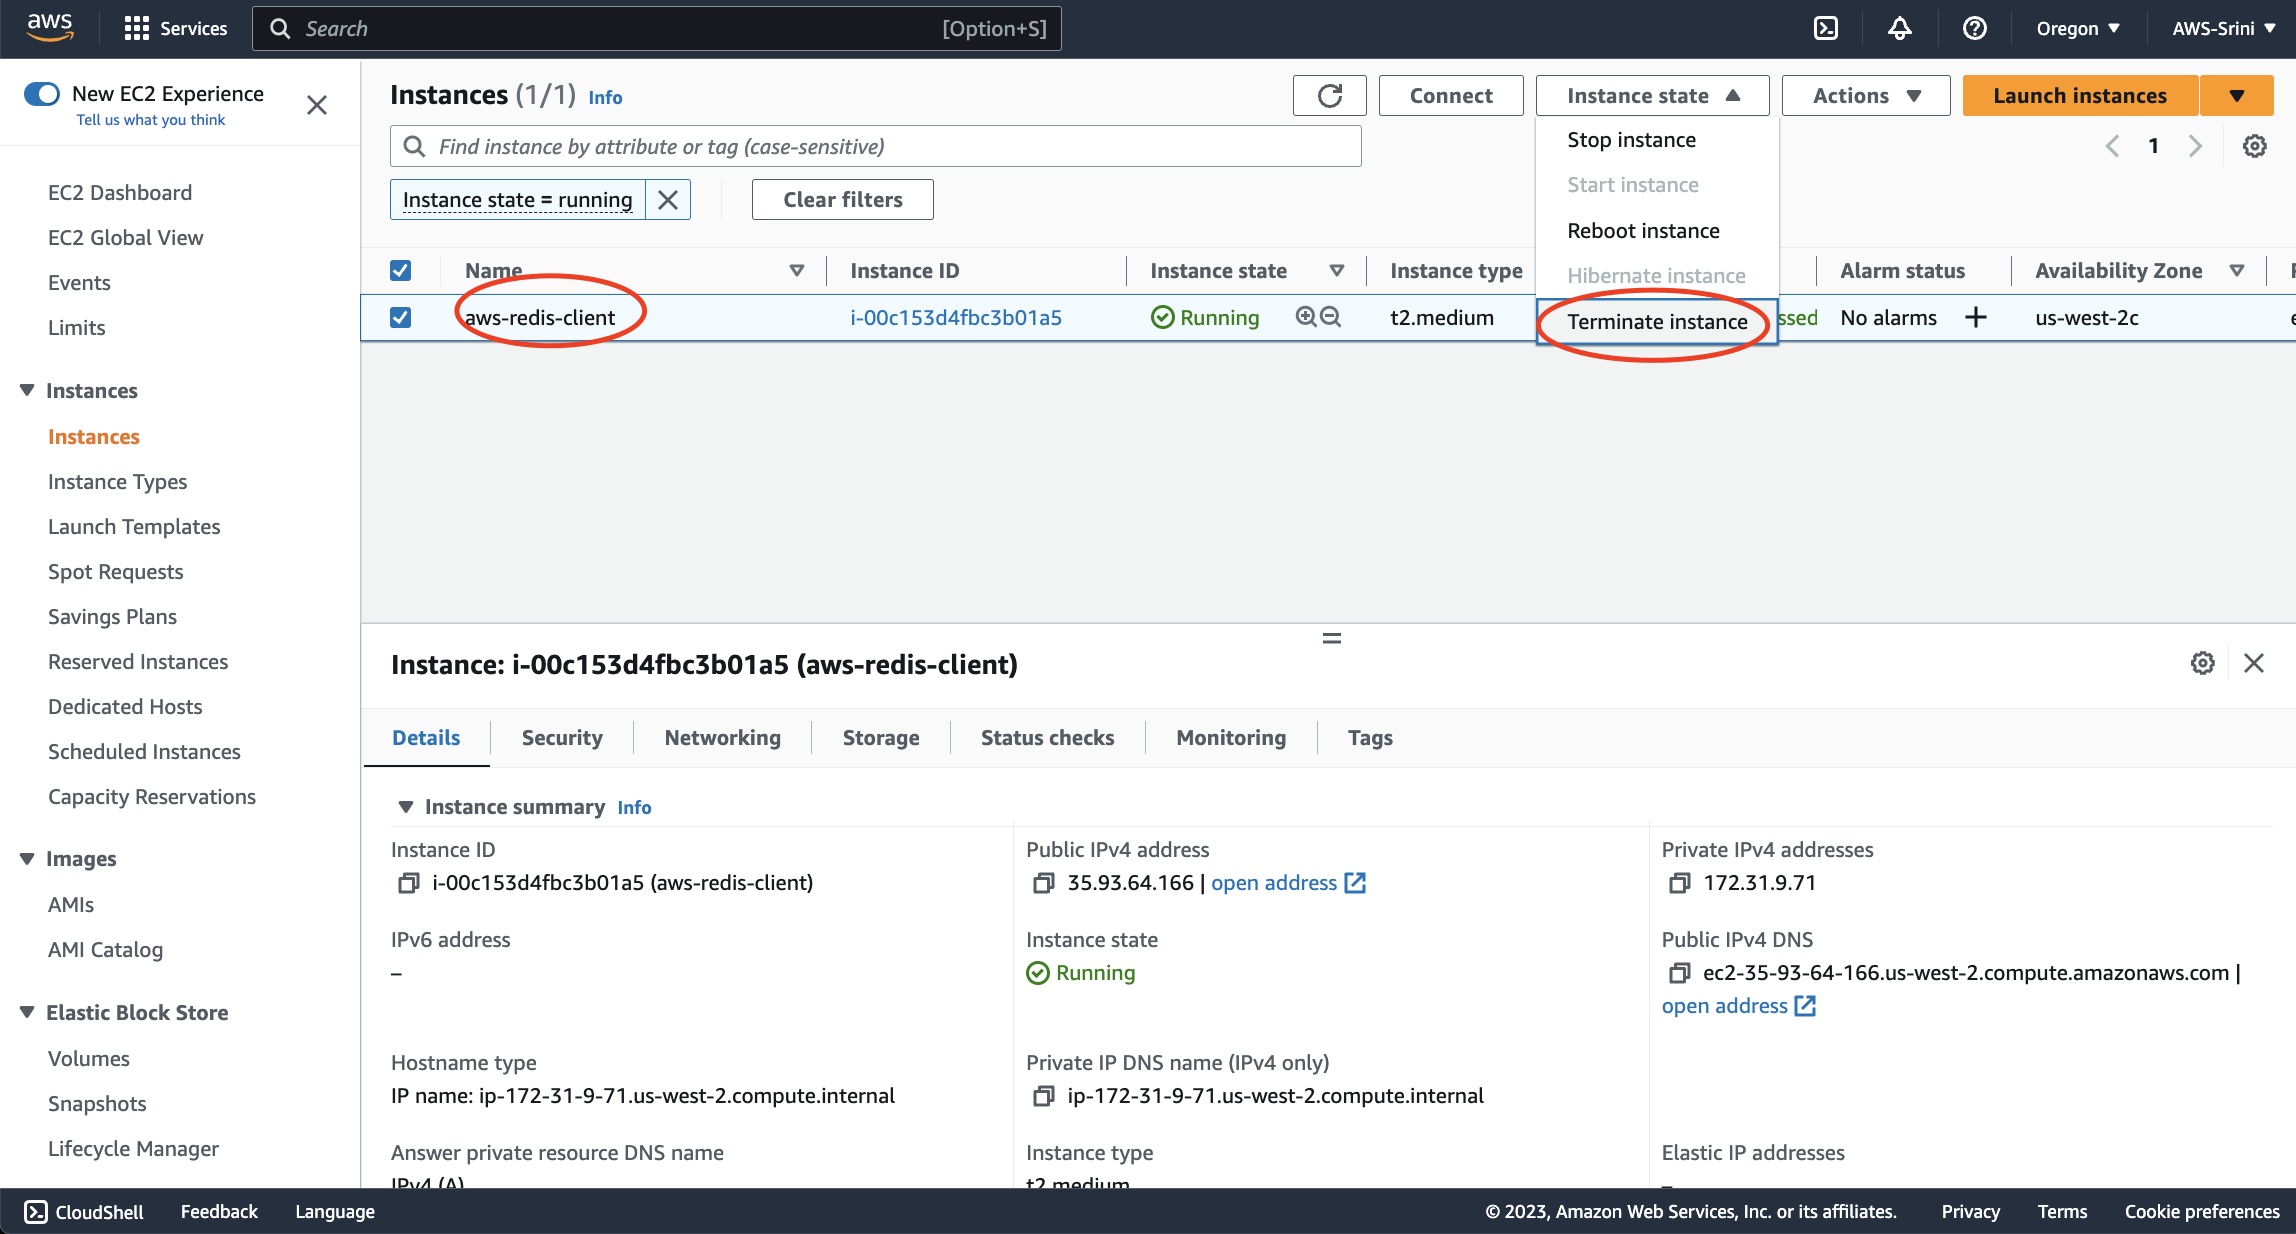 aws
Services
Search
[Option+S]
Oregon
AWS-Srini
New EC2 Experience
Tell us what you think
EC2 Dashboard
EC2 Global View
Events
Limits
Instances
Instances
Instance Types
Launch Templates
Spot Requests
Savings Plans
Reserved Instances
Dedicated Hosts
Scheduled Instances
Capacity Reservations
Images
AMIs
AMI Catalog
Elastic Block Store
Volumes
Snapshots
Lifecycle Manager
Instances (1/1) Info
Connect
Instance state
Actions
Launch instances
Find instance by attribute or tag (case-sensitive)
1
Instance state = running
Clear filters
Stop instance
Start instance
Reboot instance
Hibernate instance
Terminate instance
Name
Instance ID
Instance state
Instance type
Alarm status
Availability Zone
aws-redis-client
i-00c153d4fbc3b01a5
Running
t2.medium
ssed
No alarms
us-west-2c
Instance: i-00c153d4fbc3b01a5 (aws-redis-client)
Details
Security
Networking
Storage
Status checks
Monitoring
Tags
Instance summary Info
Instance ID
i-00c153d4fbc3b01a5 (aws-redis-client)
Public IPv4 address
35.93.64.166 | open address
Private IPv4 addresses
172.31.9.71
IPv6 address
–
Instance state
Running
Public IPv4 DNS
ec2-35-93-64-166.us-west-2.compute.amazonaws.com |
open address
Hostname type
IP name: ip-172-31-9-71.us-west-2.compute.internal
Private IP DNS name (IPv4 only)
ip-172-31-9-71.us-west-2.compute.internal
Answer private resource DNS name
IPv4 (A)
Instance type
t2.medium
Elastic IP addresses
–
CloudShell
Feedback
Language
© 2023, Amazon Web Services, Inc. or its affiliates.
Privacy
Terms
Cookie preferences